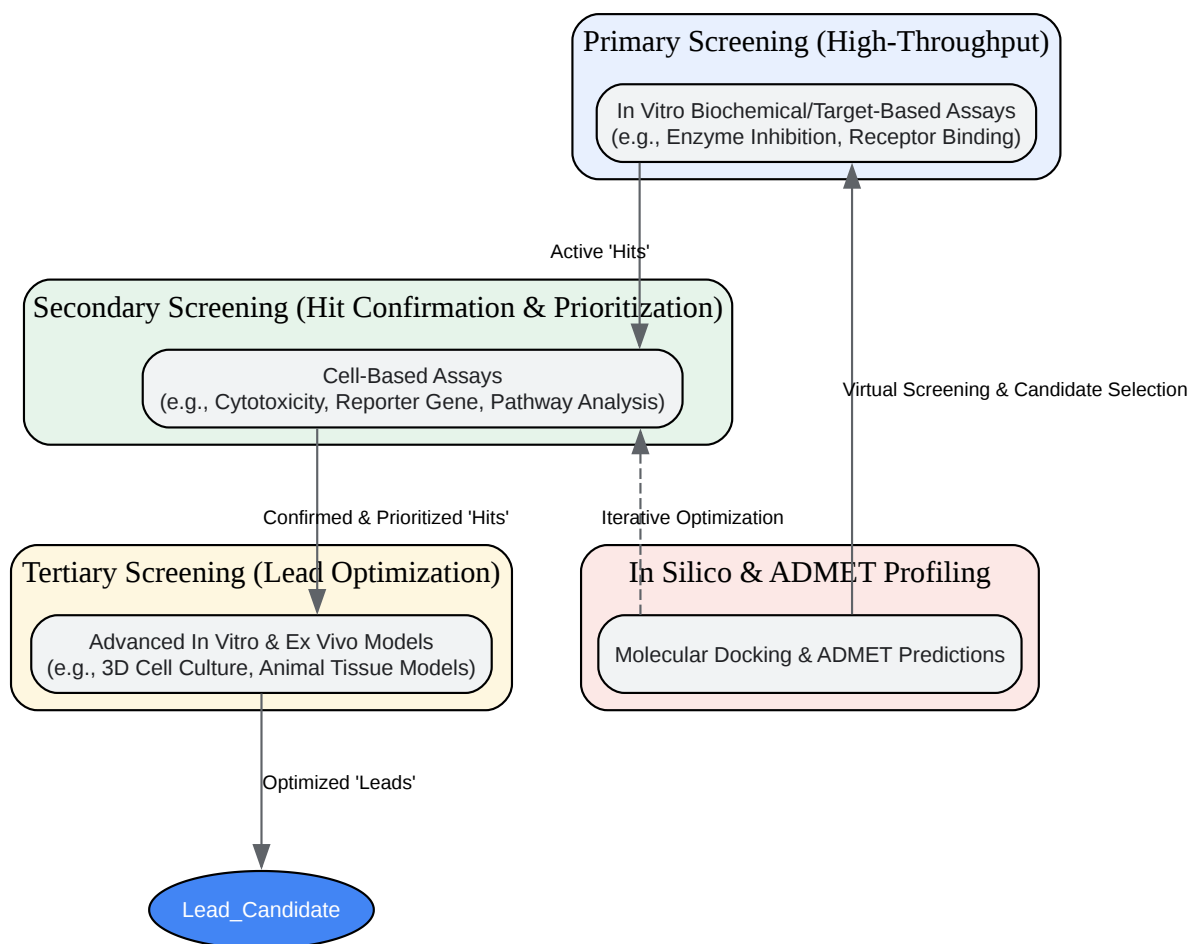 Primary Screening (High-Throughput)
In Vitro Biochemical/Target-Based Assays
(e.g., Enzyme Inhibition, Receptor Binding)
Active 'Hits'
Secondary Screening (Hit Confirmation & Prioritization)
Cell-Based Assays
(e.g., Cytotoxicity, Reporter Gene, Pathway Analysis)
Virtual Screening & Candidate Selection
Confirmed & Prioritized 'Hits'
Iterative Optimization
Tertiary Screening (Lead Optimization)
Advanced In Vitro & Ex Vivo Models
(e.g., 3D Cell Culture, Animal Tissue Models)
In Silico & ADMET Profiling
Molecular Docking & ADMET Predictions
Optimized 'Leads'
Lead_Candidate